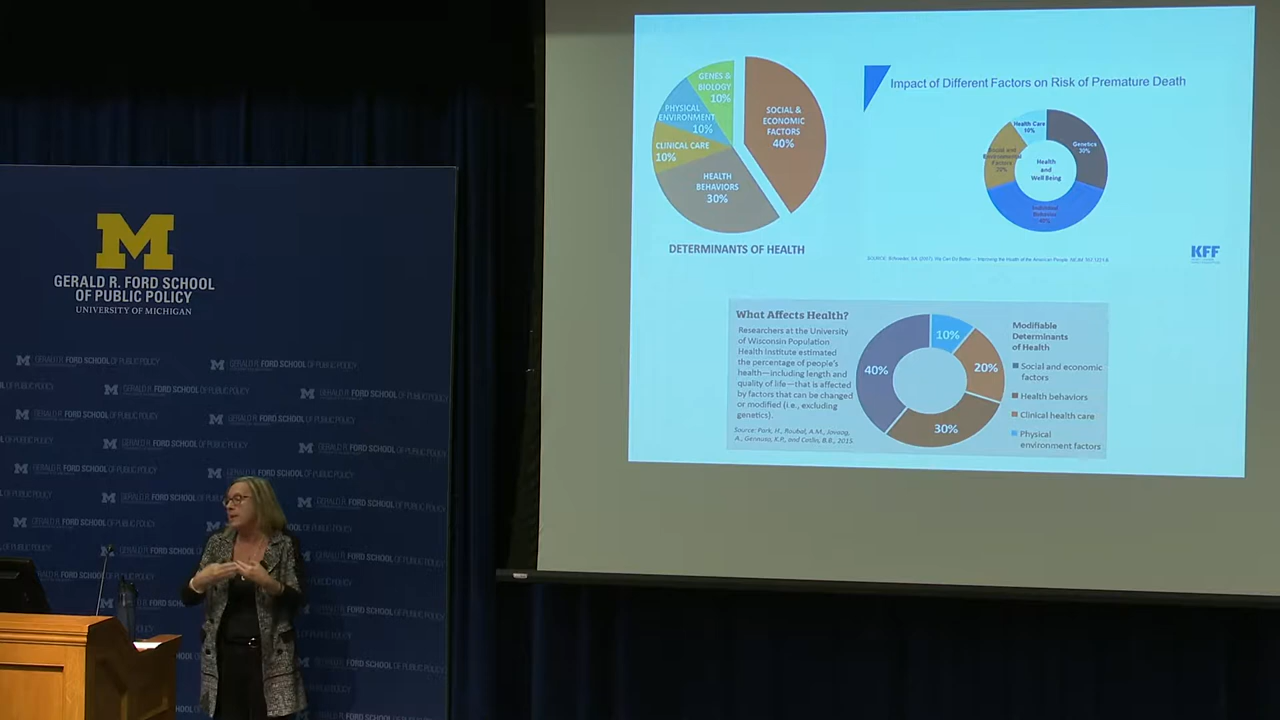 M
GERALD R. FORD SCHOOL
OF PUBLIC POLICY
UNIVERSITY OF MICHIGAN
GENES &
BIOLOGY
10%
PHYSICAL
ENVIRONMENT
10%
CLINICAL CARE
10%
HEALTH
BEHAVIORS
30%
SOCIAL &
ECONOMIC
FACTORS
40%
DETERMINANTS OF HEALTH
Impact of Different Factors on Risk of Premature Death
Health Care
10%
Genetics
30%
Social and
Environmental
Factors
20%
Health
and
Well Being
Individual
Behavior
40%
KFF
What Affects Health?
Researchers at the University
of Wisconsin Population
Health Institute estimated
the percentage of people's
health—including length and
quality of life—that is affected
by factors that can be changed
or modified (i.e., excluding
genetics).
Source: Park, H., Roubal, A.M., Jovaag,
A., Gennuso, K.P., and Catlin, B.B., 2015.
10%
20%
30%
40%
Modifiable
Determinants
of Health
Social and economic
factors
Health behaviors
Clinical health care
Physical
environment factors